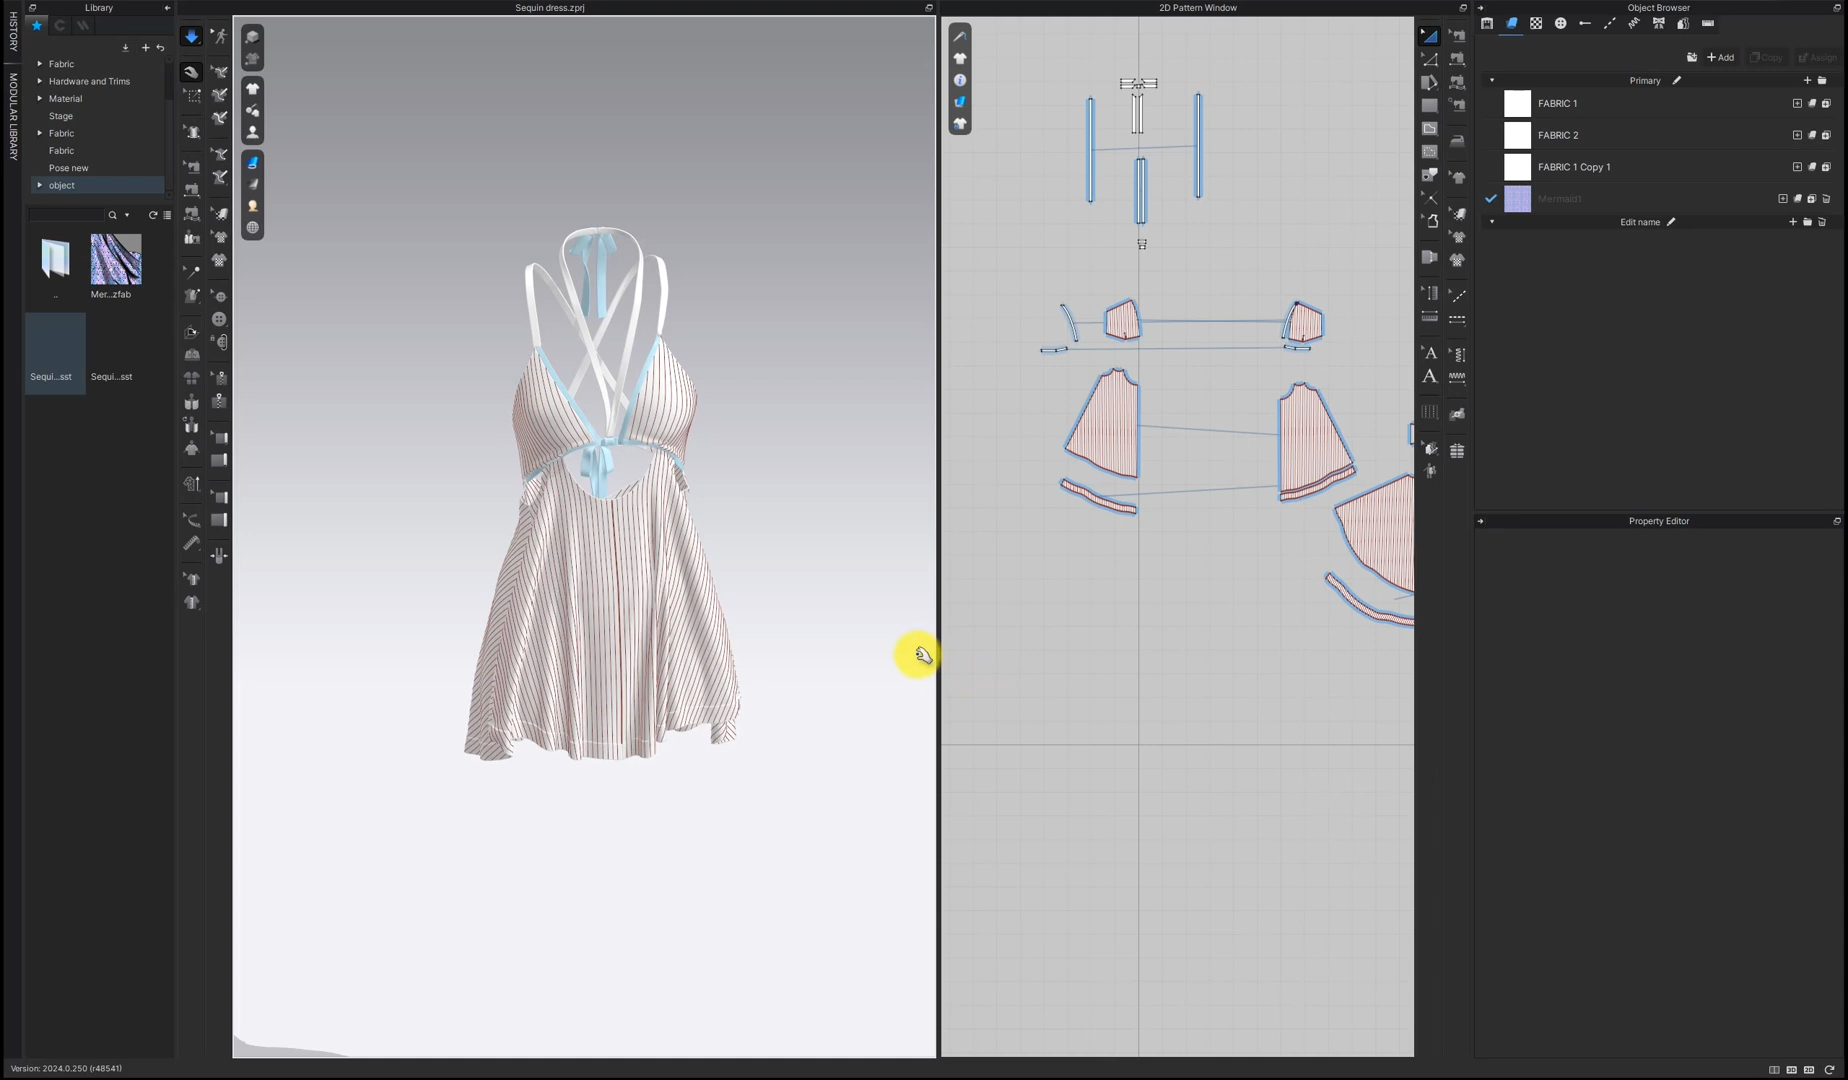 Library
Sequin dress.zprj
2D Pattern Window
Object Browser
HISTORY
MODULAR LIBRARY
Fabric
Hardware and Trims
Material
Stage
Fabric
Fabric
Pose new
object
..
Mer...zfab
Sequi...sst
Sequi...sst
A
A
+Add
Copy
Assign
Primary
FABRIC 1
FABRIC 2
FABRIC 1 Copy 1
Mermaid1
Edit name
Property Editor
Version: 2024.0.250 (r48541)
3D
2D